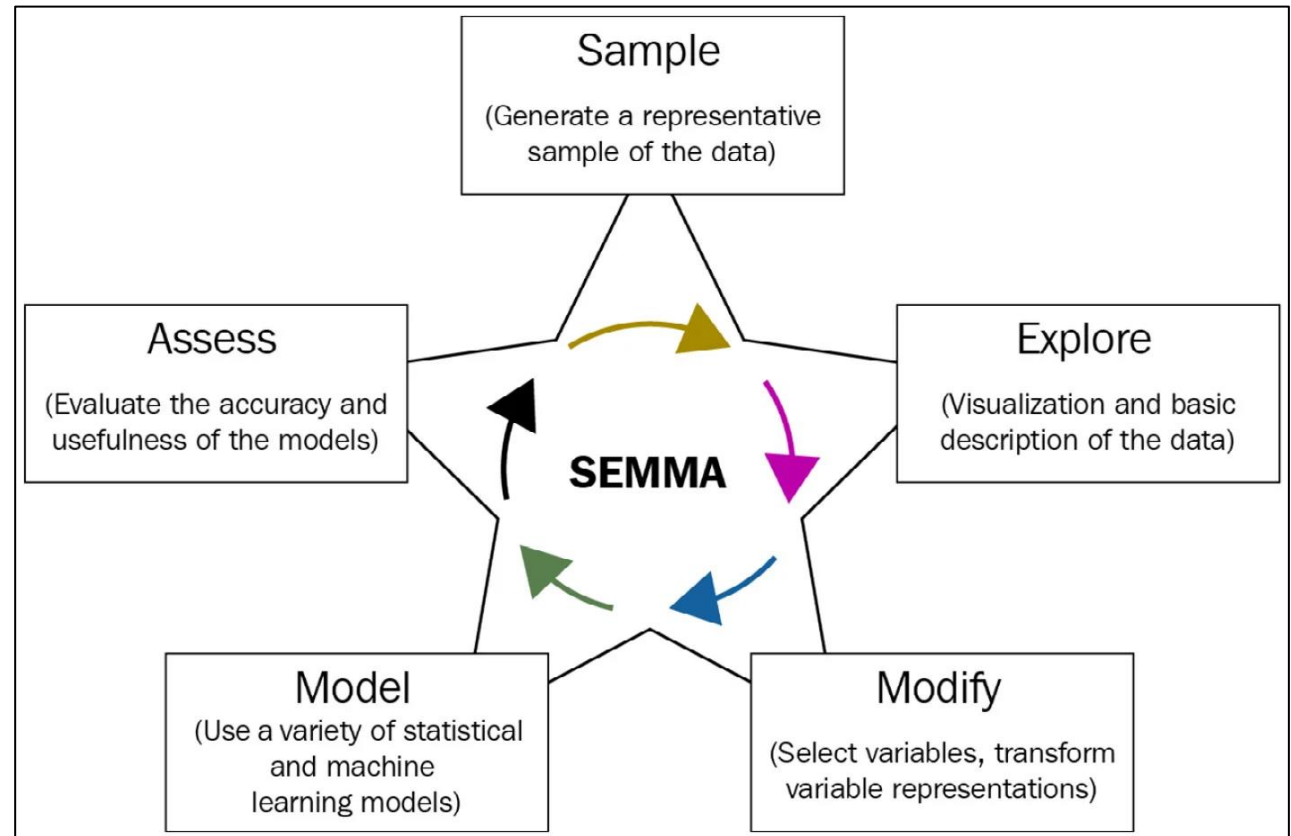 Sample
(Generate a representative
sample of the data)
Assess
(Evaluate the accuracy and
usefulness of the models)
Explore
(Visualization and basic
description of the data)
SEMMA
Model
(Use a variety of statistical
and machine
learning models)
Modify
(Select variables, transform
variable representations)